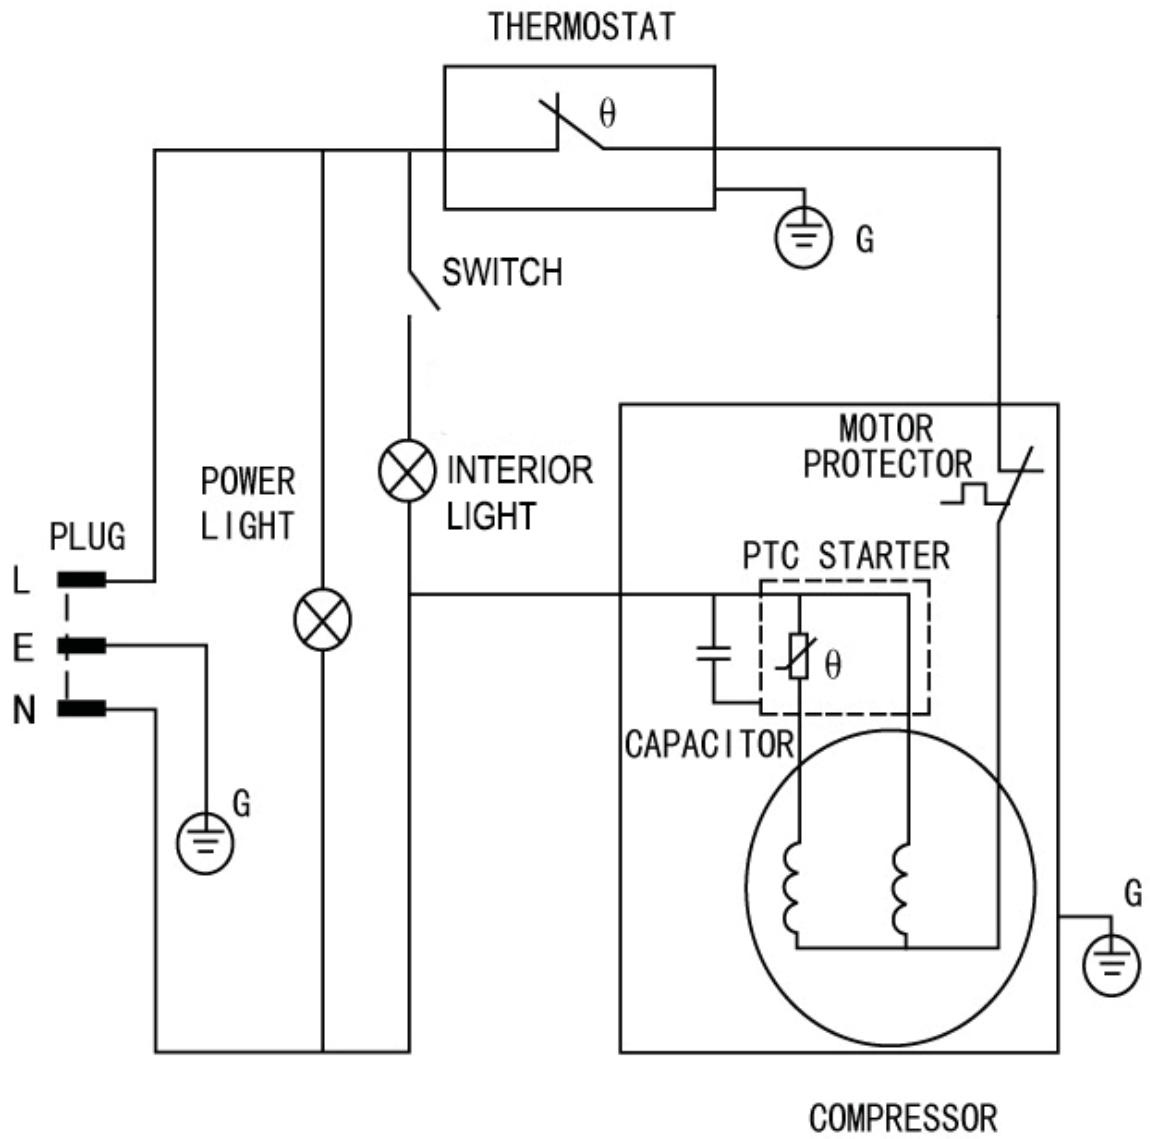 THERMOSTAT
θ
G
SWITCH
MOTOR
PROTECTOR
INTERIOR
LIGHT
POWER
LIGHT
PLUG
L
E
N
PTC STARTER
θ
CAPACITOR
G
G
COMPRESSOR